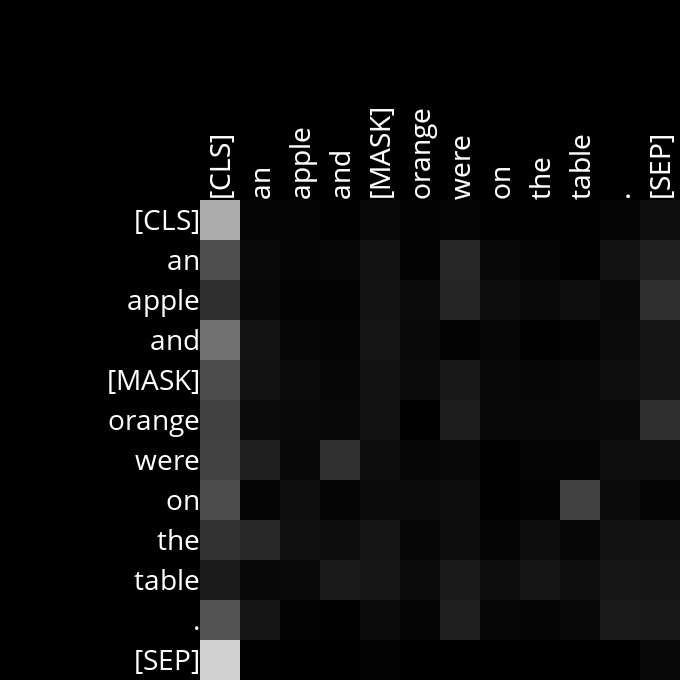 [CLS] an apple and [MASK] orange were on the table . [SEP]
[CLS]
an
apple
and
[MASK]
orange
were
on
the
table
.
[SEP]